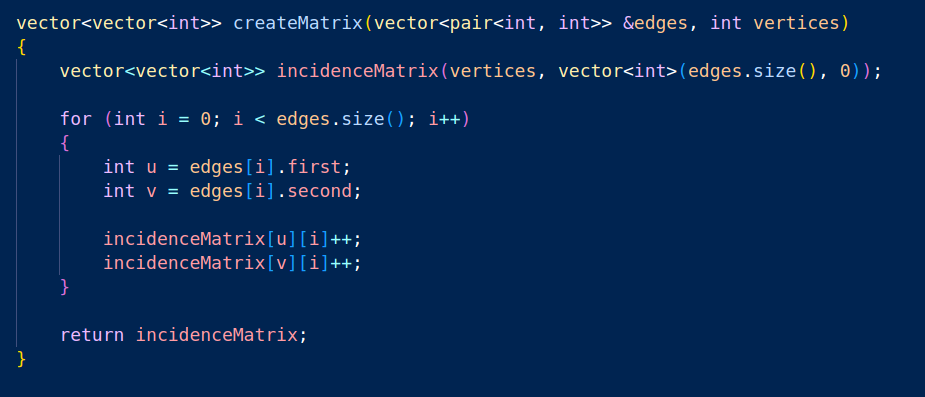 vector<vector<int>> createMatrix(vector<pair<int, int>> &edges, int vertices)
{
    vector<vector<int>> incidenceMatrix(vertices, vector<int>(edges.size(), 0));
    for (int i = 0; i < edges.size(); i++)
    {
        int u = edges[i].first;
        int v = edges[i].second;
        incidenceMatrix[u][i]++;
        incidenceMatrix[v][i]++;
    }
    return incidenceMatrix;
}